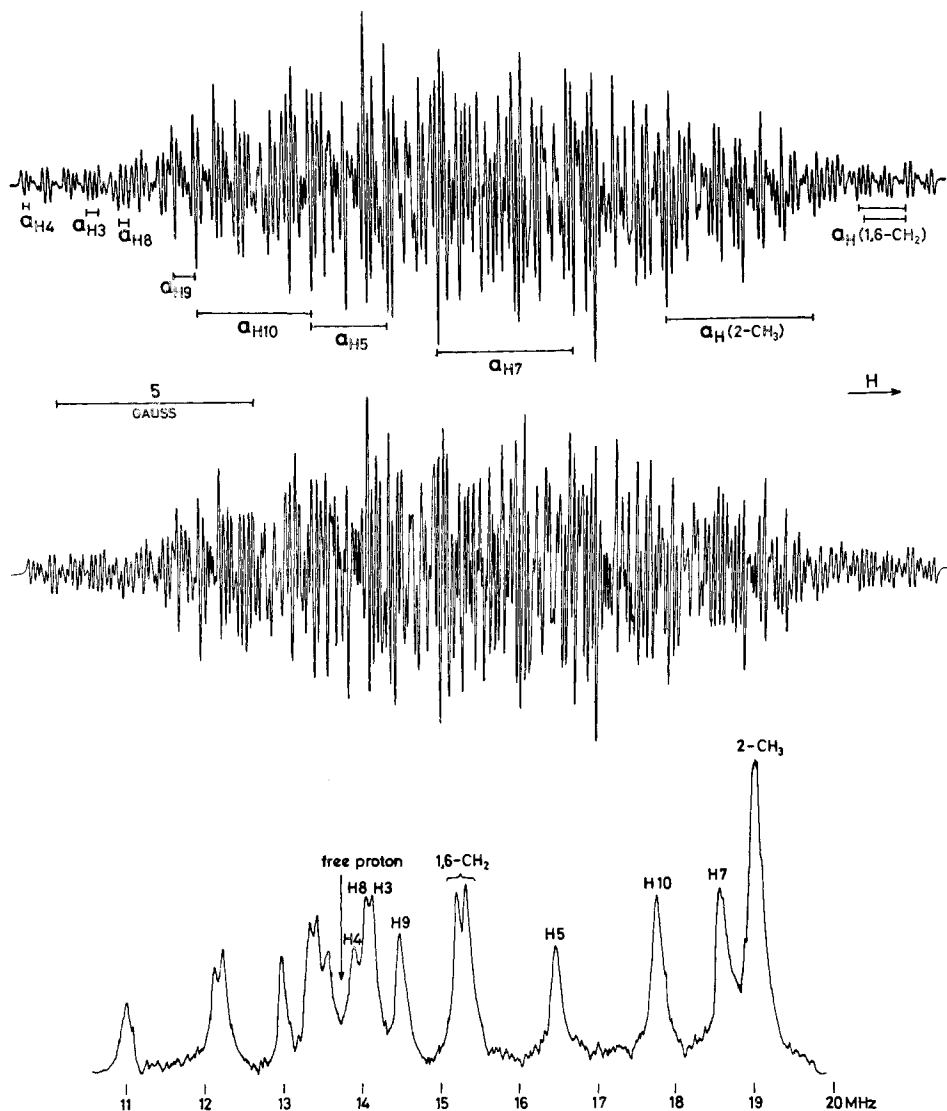 aH4
aH3
aH8
aH(1,6-CH₂)
aH9
aH10
aH5
aH7
aH(2-CH₃)
5
GAUSS
H
2-CH₃
free proton
1,6-CH₂
H8 H3
H4
H9
H5
H10
H7
11 12 13 14 15 16 17 18 19 20 MHz